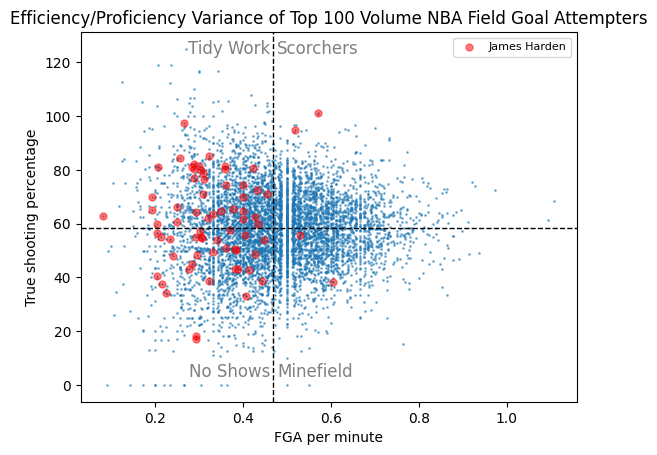 Efficiency/Proficiency Variance of Top 100 Volume NBA Field Goal Attempters
Tidy Work Scorchers
James Harden
120
100
80
60
40
20
0
True shooting percentage
No Shows Minefield
0.2 0.4 0.6 0.8 1.0
FGA per minute